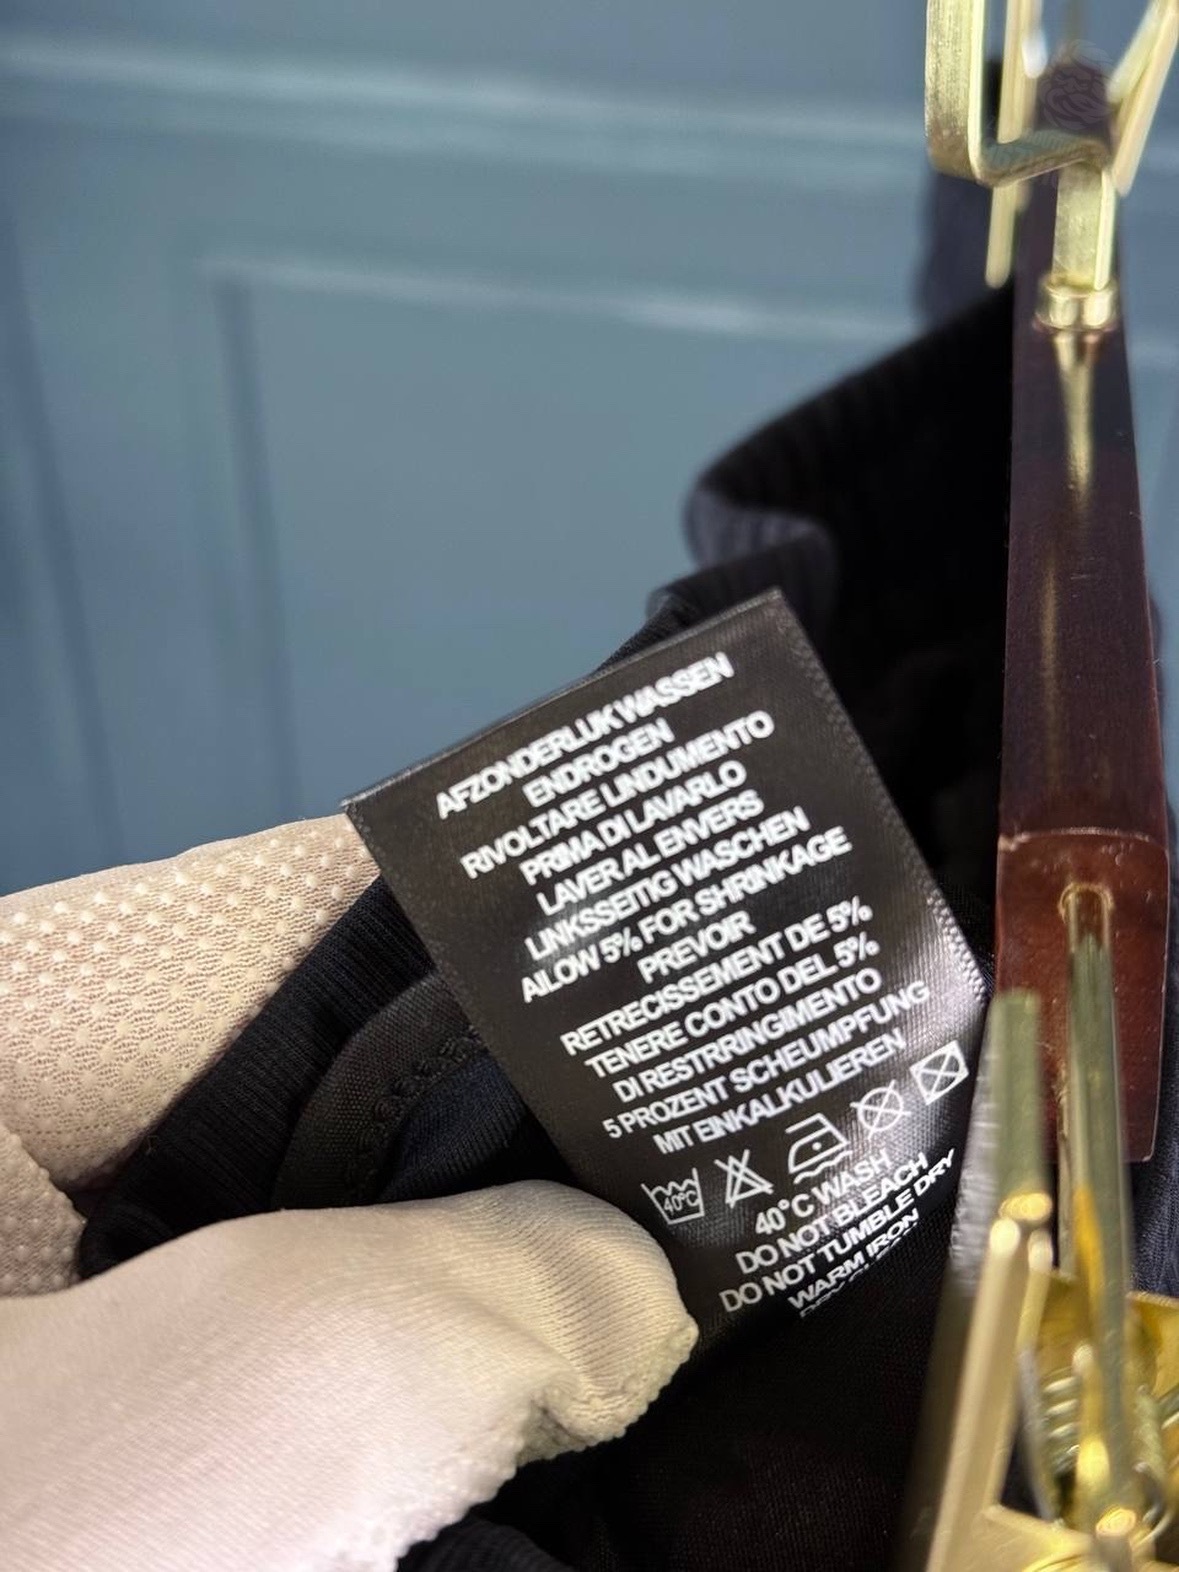 AFZONDERLIJK WASSEN
ENDROGEN
RIVOLTARE LINDUMENTO
PRIMA DI LAVARLO
LAVER AL ENVERS
LINKSSEITIG WASCHEN
AILOW 5% FOR SHRINKAGE
PREVOIR
RETRECISSEMENT DE 5%
TENERE CONTO DEL 5%
DI RESTRRINGIMENTO
5 PROZENT SCHEUMPFUNG
MIT EINKALKULIEREN
40°C
40°C WASH
DO NOT BLEACH
DO NOT TUMBLE DRY
WARM IRON
DRY